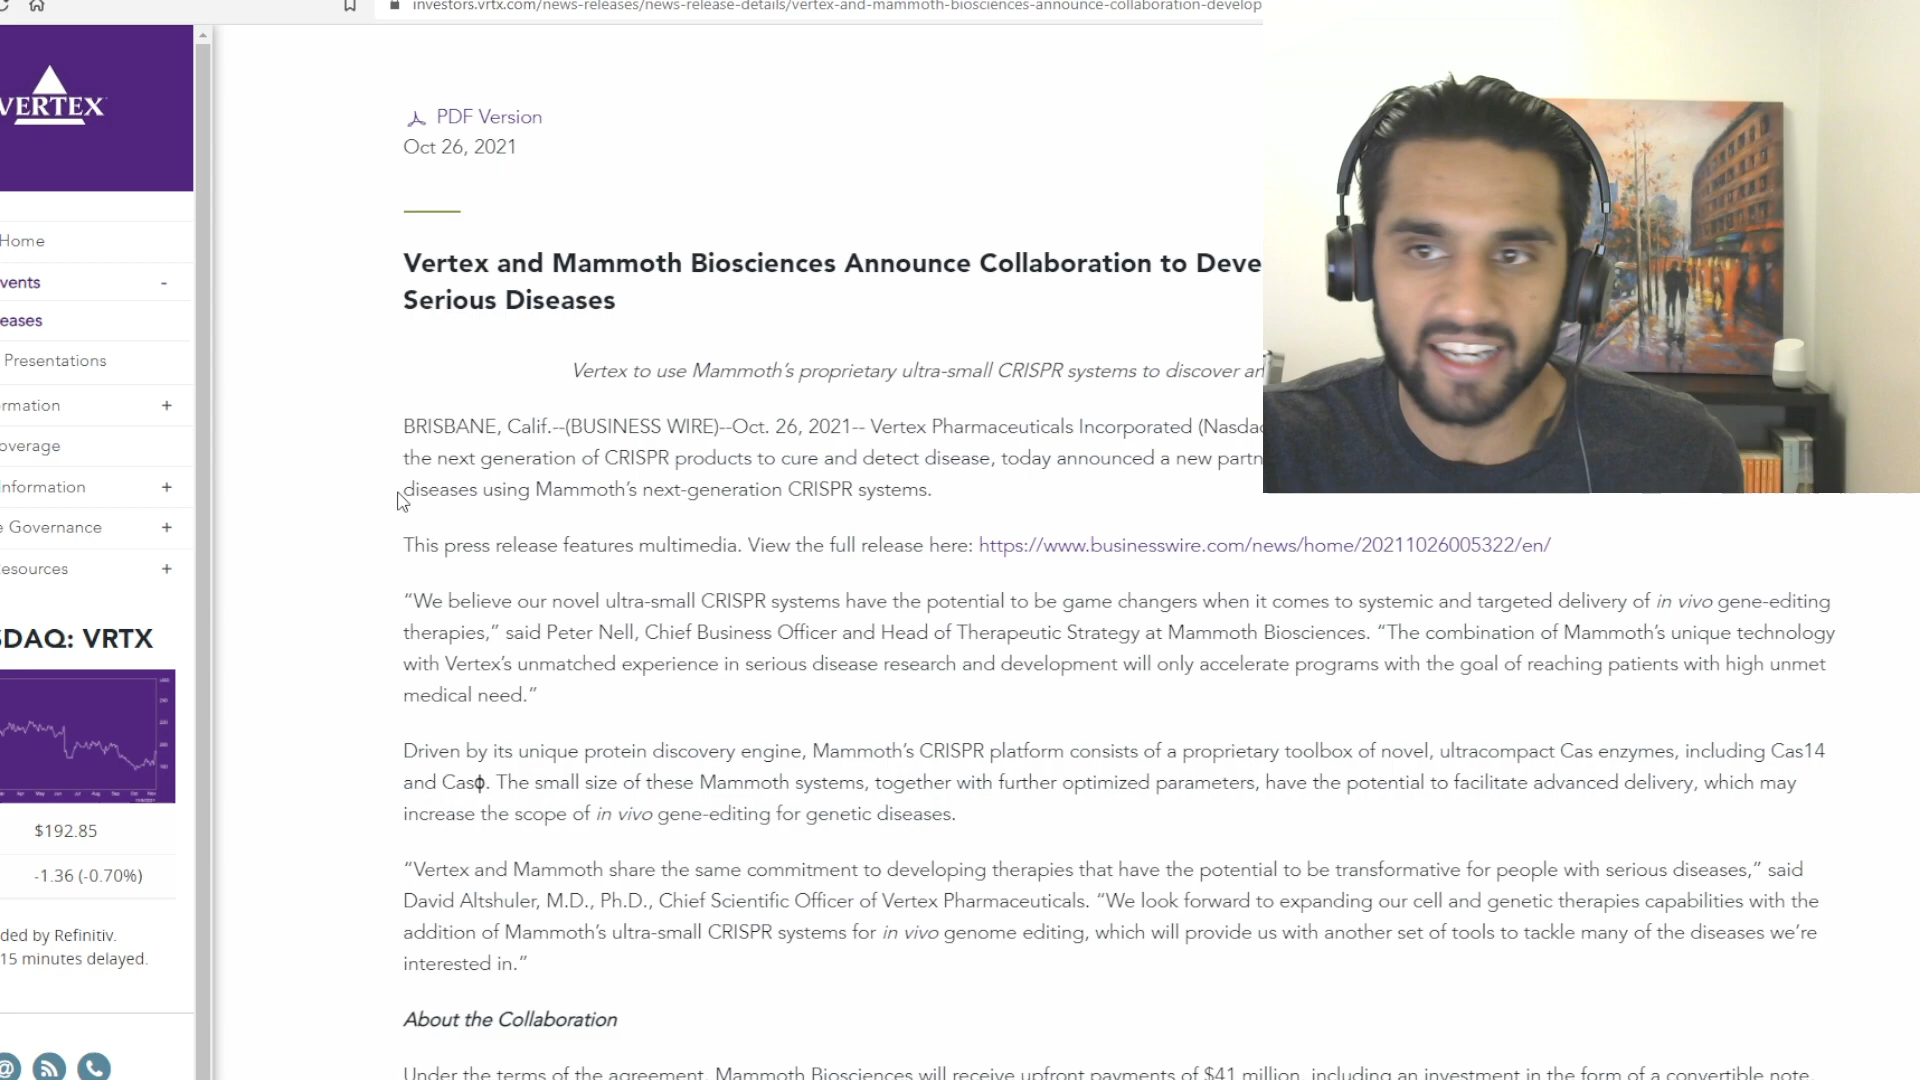 investors.vrtx.com/news-releases/news-release-details/vertex-and-mammoth-biosciences-announce-collaboration-develop
VERTEX
Home
vents -
eases
Presentations
rmation +
overage
Information +
e Governance +
esources +
SDAQ: VRTX
$192.85
-1.36 (-0.70%)
ded by Refinitiv.
15 minutes delayed.
PDF Version
Oct 26, 2021
Vertex and Mammoth Biosciences Announce Collaboration to Deve
Serious Diseases
Vertex to use Mammoth's proprietary ultra-small CRISPR systems to discover an
BRISBANE, Calif.--(BUSINESS WIRE)--Oct. 26, 2021-- Vertex Pharmaceuticals Incorporated (Nasdaq
the next generation of CRISPR products to cure and detect disease, today announced a new partn
diseases using Mammoth's next-generation CRISPR systems.
This press release features multimedia. View the full release here: https://www.businesswire.com/news/home/20211026005322/en/
“We believe our novel ultra-small CRISPR systems have the potential to be game changers when it comes to systemic and targeted delivery of in vivo gene-editing
therapies,” said Peter Nell, Chief Business Officer and Head of Therapeutic Strategy at Mammoth Biosciences. “The combination of Mammoth's unique technology
with Vertex's unmatched experience in serious disease research and development will only accelerate programs with the goal of reaching patients with high unmet
medical need.”
Driven by its unique protein discovery engine, Mammoth's CRISPR platform consists of a proprietary toolbox of novel, ultracompact Cas enzymes, including Cas14
and Casϕ. The small size of these Mammoth systems, together with further optimized parameters, have the potential to facilitate advanced delivery, which may
increase the scope of in vivo gene-editing for genetic diseases.
“Vertex and Mammoth share the same commitment to developing therapies that have the potential to be transformative for people with serious diseases,” said
David Altshuler, M.D., Ph.D., Chief Scientific Officer of Vertex Pharmaceuticals. “We look forward to expanding our cell and genetic therapies capabilities with the
addition of Mammoth's ultra-small CRISPR systems for in vivo genome editing, which will provide us with another set of tools to tackle many of the diseases we're
interested in.”
About the Collaboration
Under the terms of the agreement, Mammoth Biosciences will receive upfront payments of $41 million, including an investment in the form of a convertible note.